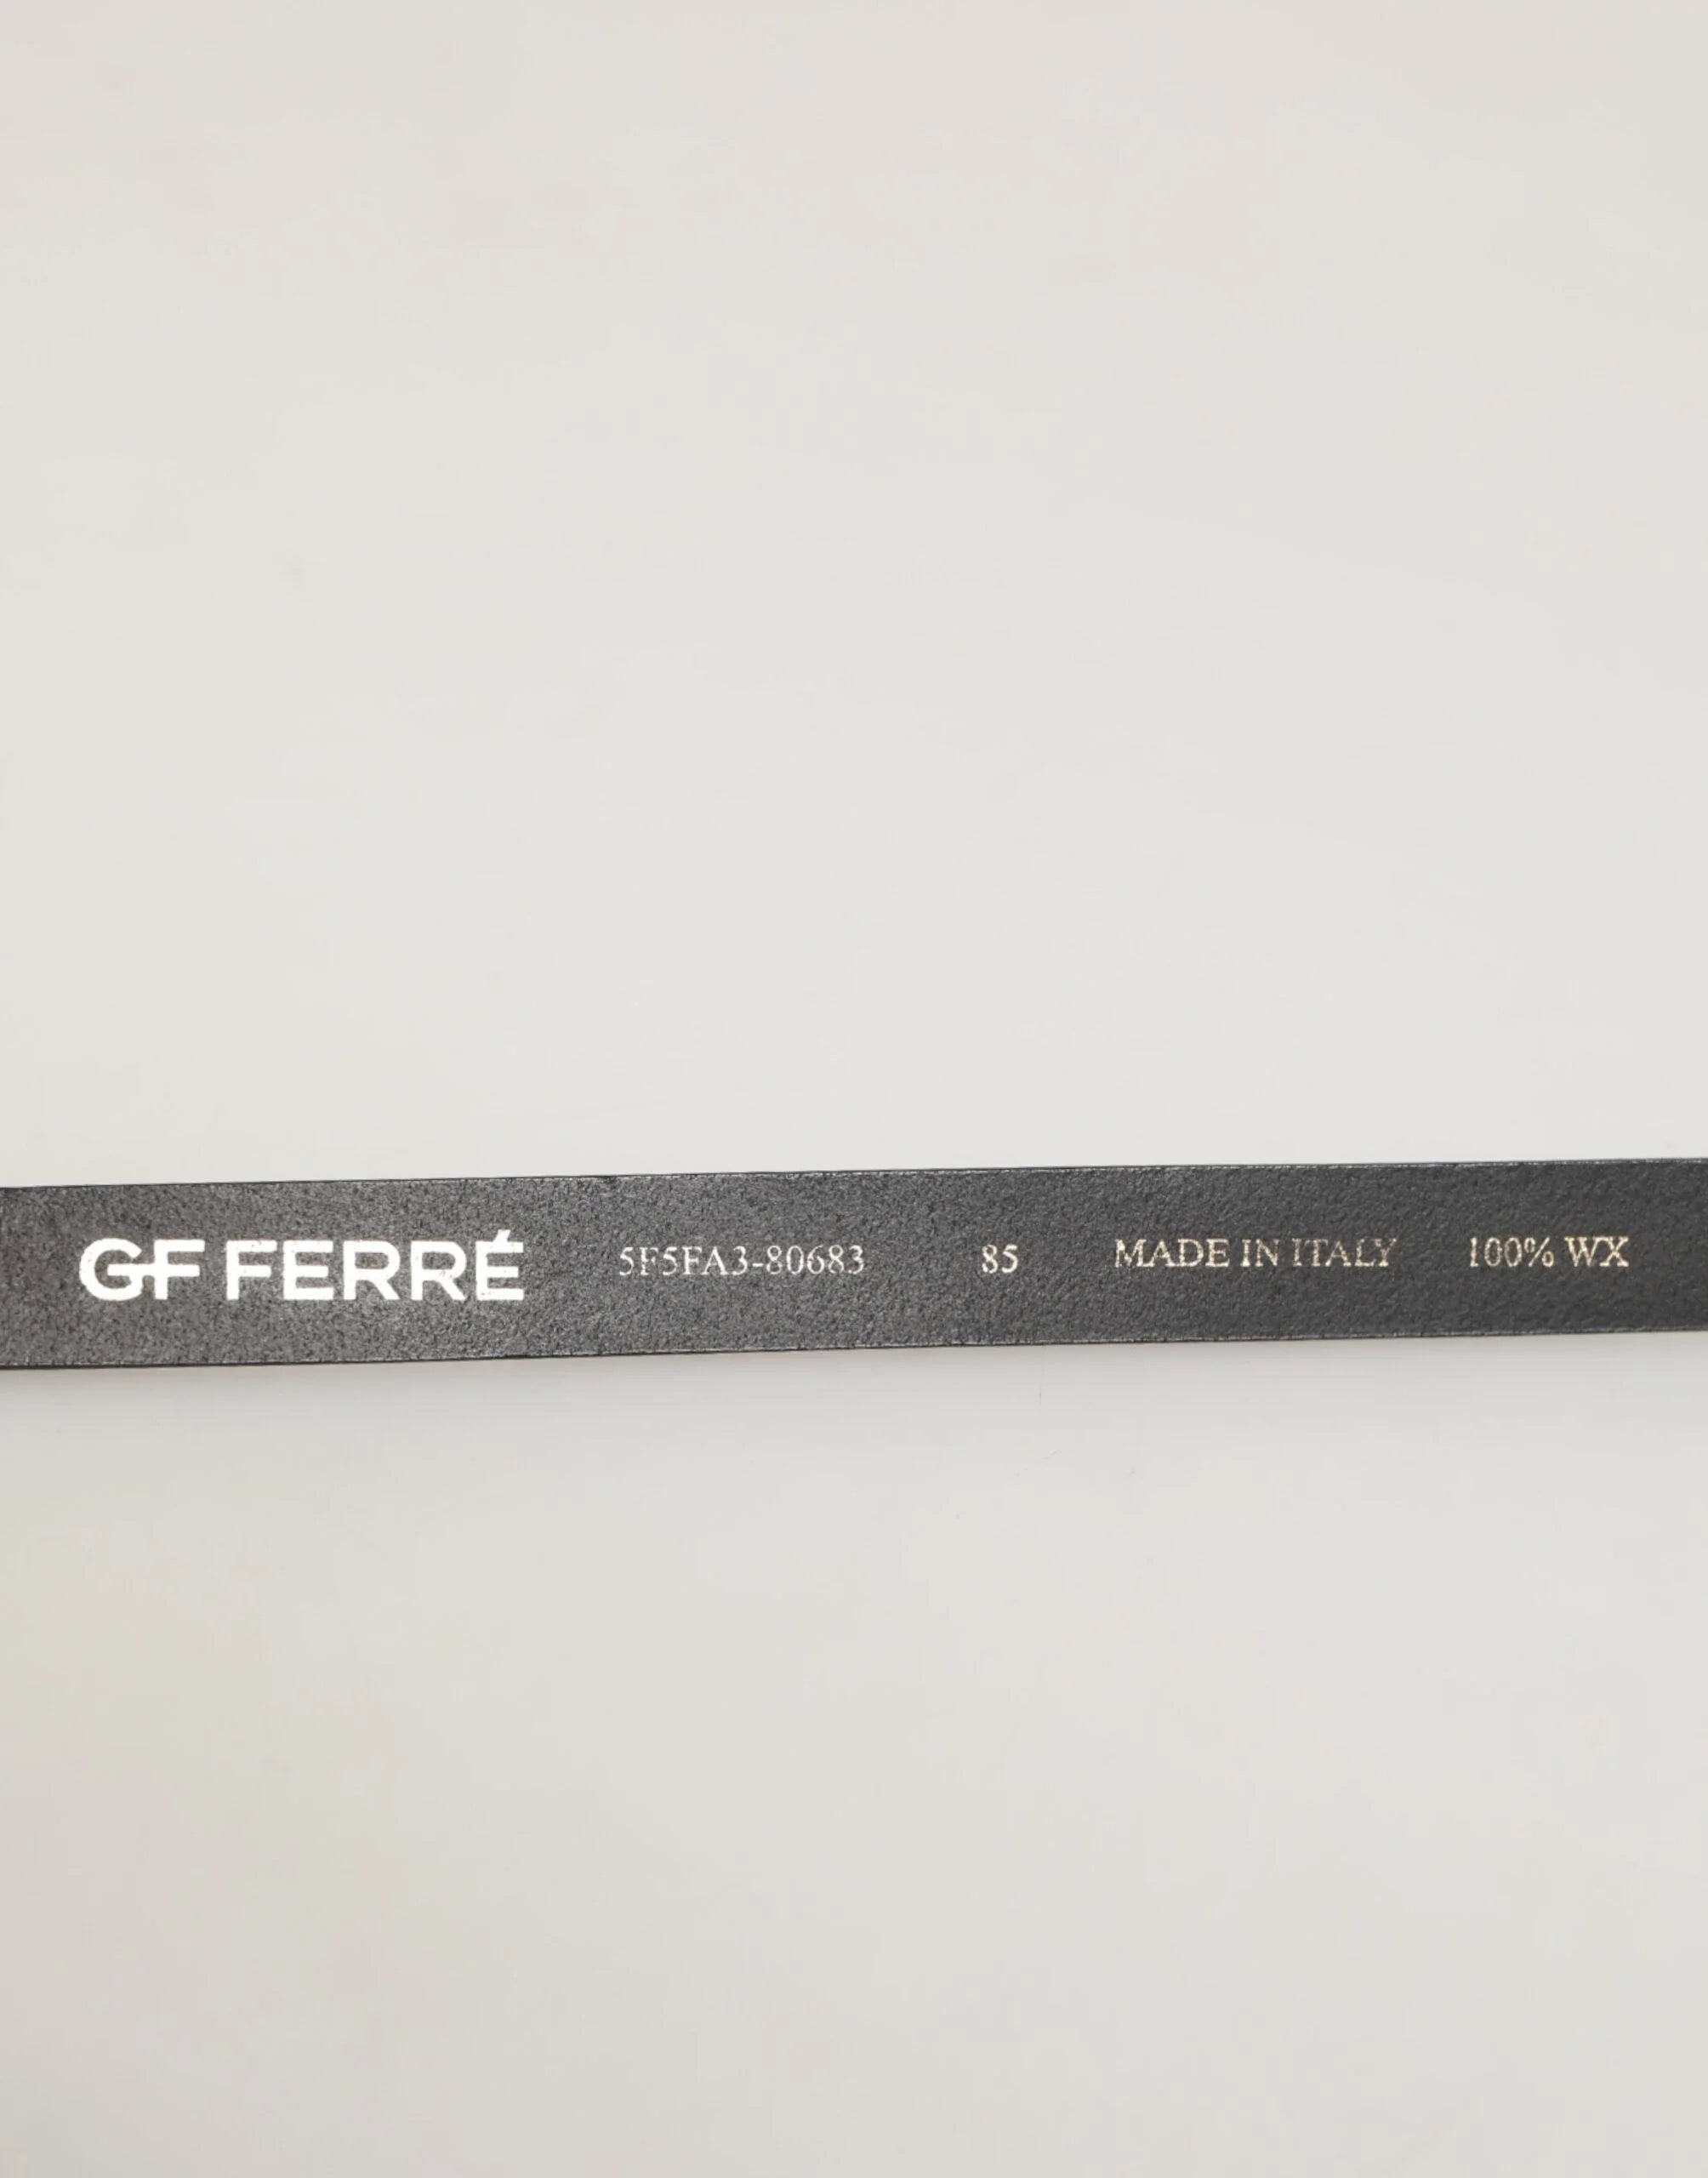 GF FERRÉ 5F5FA3-80683 85 MADE IN ITALY 100% WX